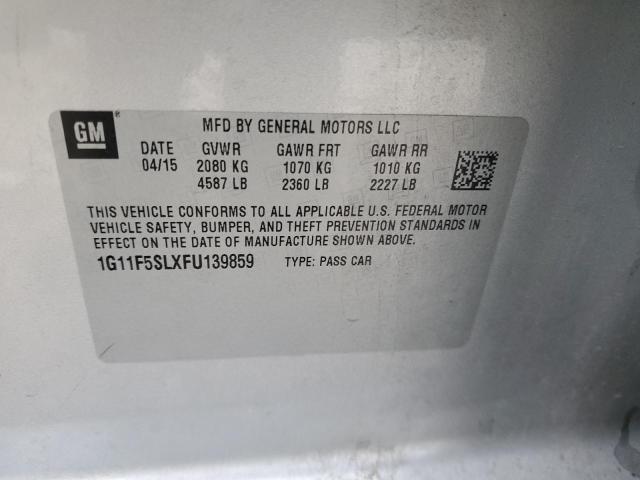 GM
MFD BY GENERAL MOTORS LLC
DATE GVWR GAWR FRT GAWR RR
04/15 2080 KG 1070 KG 1010 KG
4587 LB 2360 LB 2227 LB
THIS VEHICLE CONFORMS TO ALL APPLICABLE U.S. FEDERAL MOTOR
VEHICLE SAFETY, BUMPER, AND THEFT PREVENTION STANDARDS IN
EFFECT ON THE DATE OF MANUFACTURE SHOWN ABOVE.
1G11F5SLXFU139859 TYPE: PASS CAR